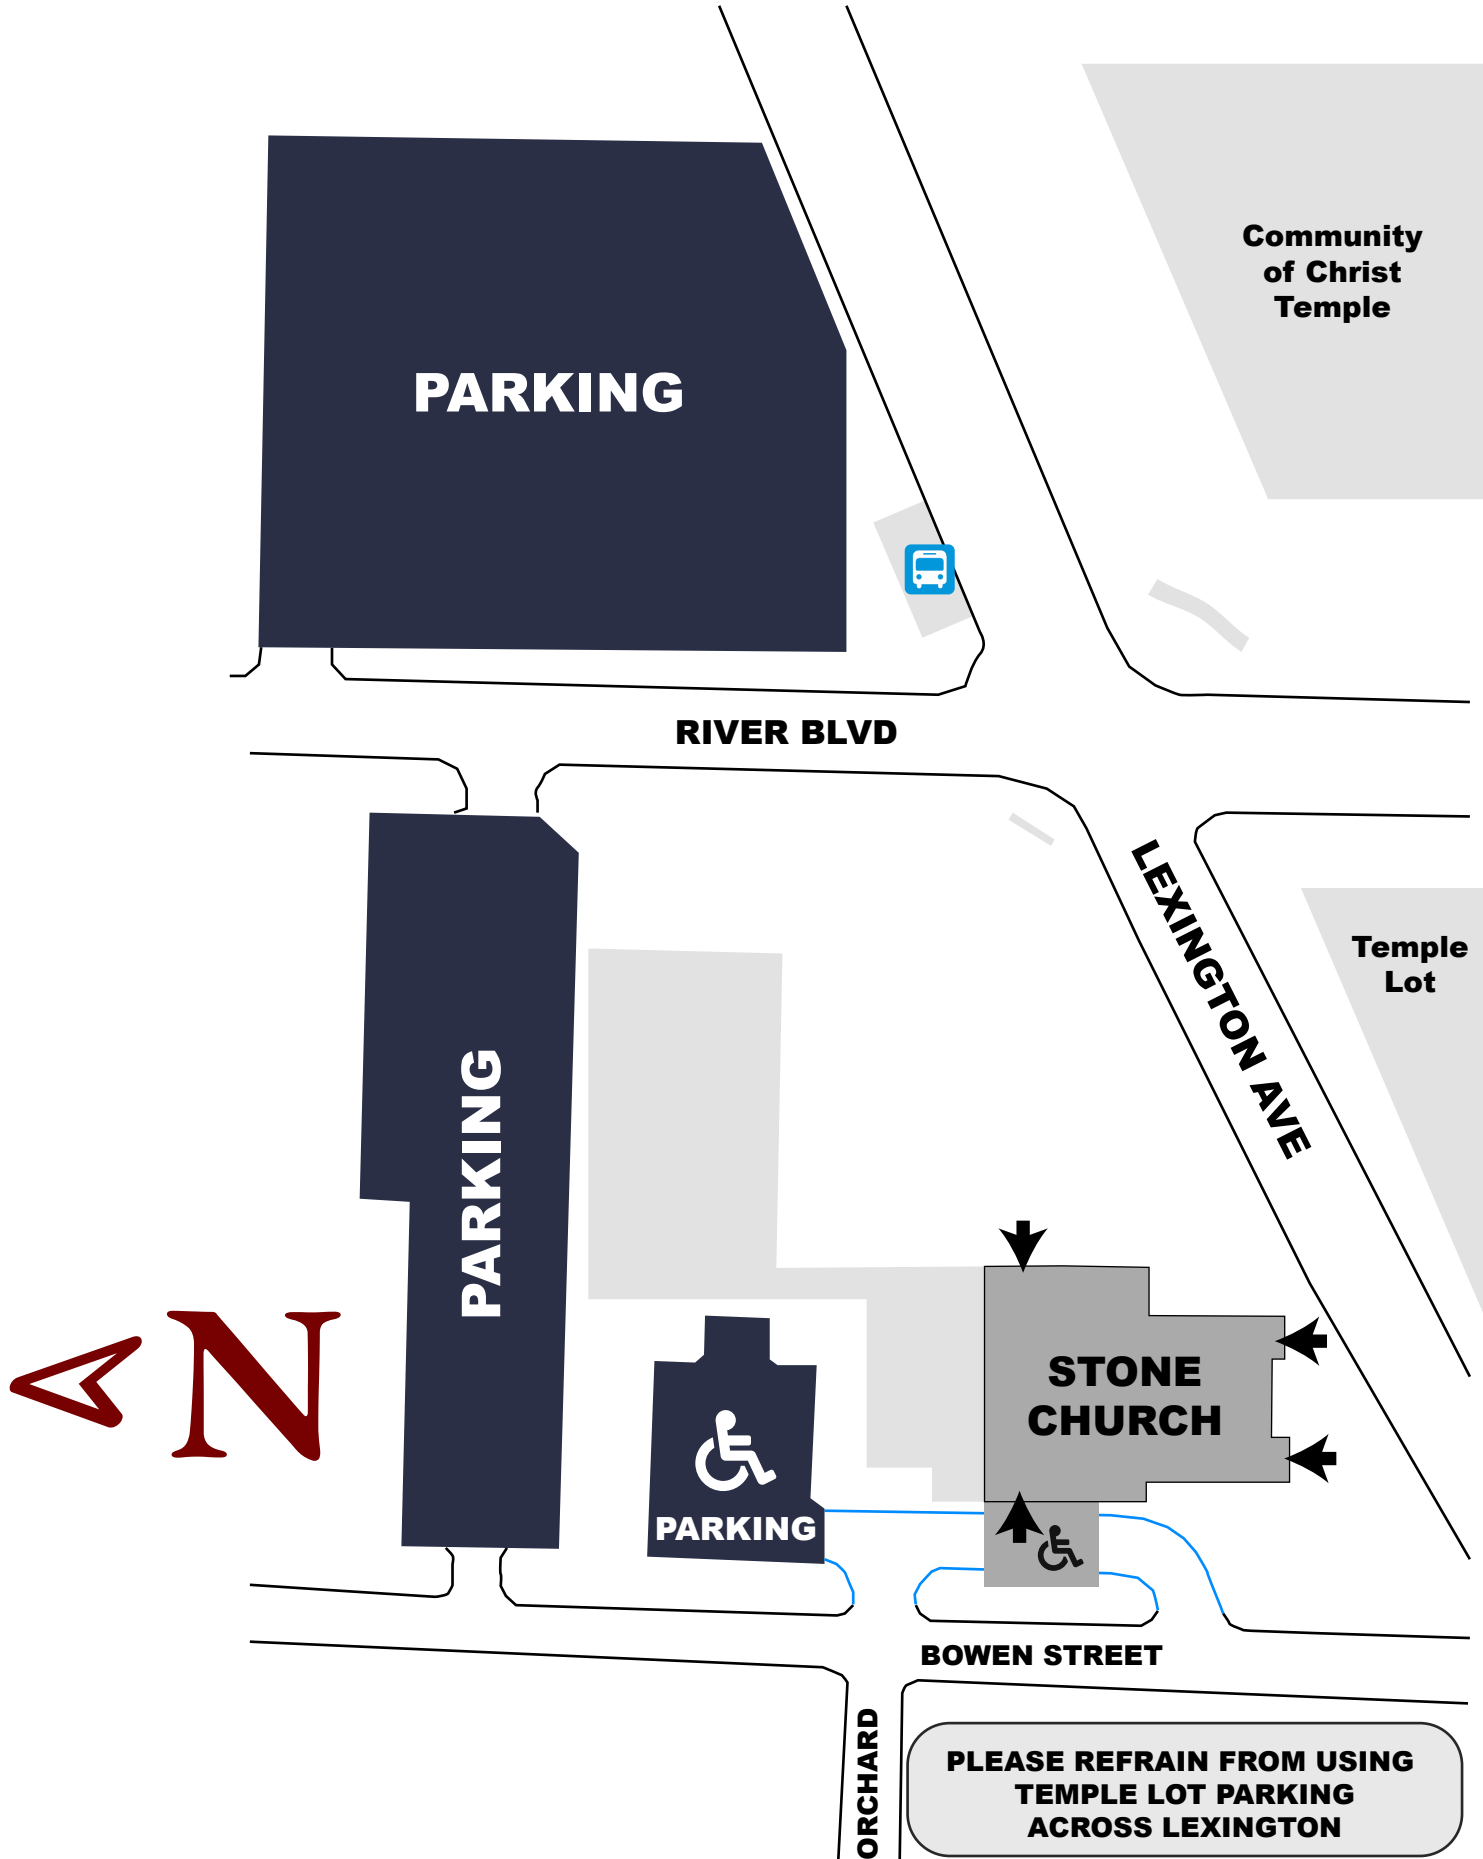 Community
of Christ
Temple
PARKING
RIVER BLVD
LEXINGTON AVE
Temple
Lot
PARKING
N
STONE
CHURCH
PARKING
BOWEN STREET
ORCHARD
PLEASE REFRAIN FROM USING
TEMPLE LOT PARKING
ACROSS LEXINGTON